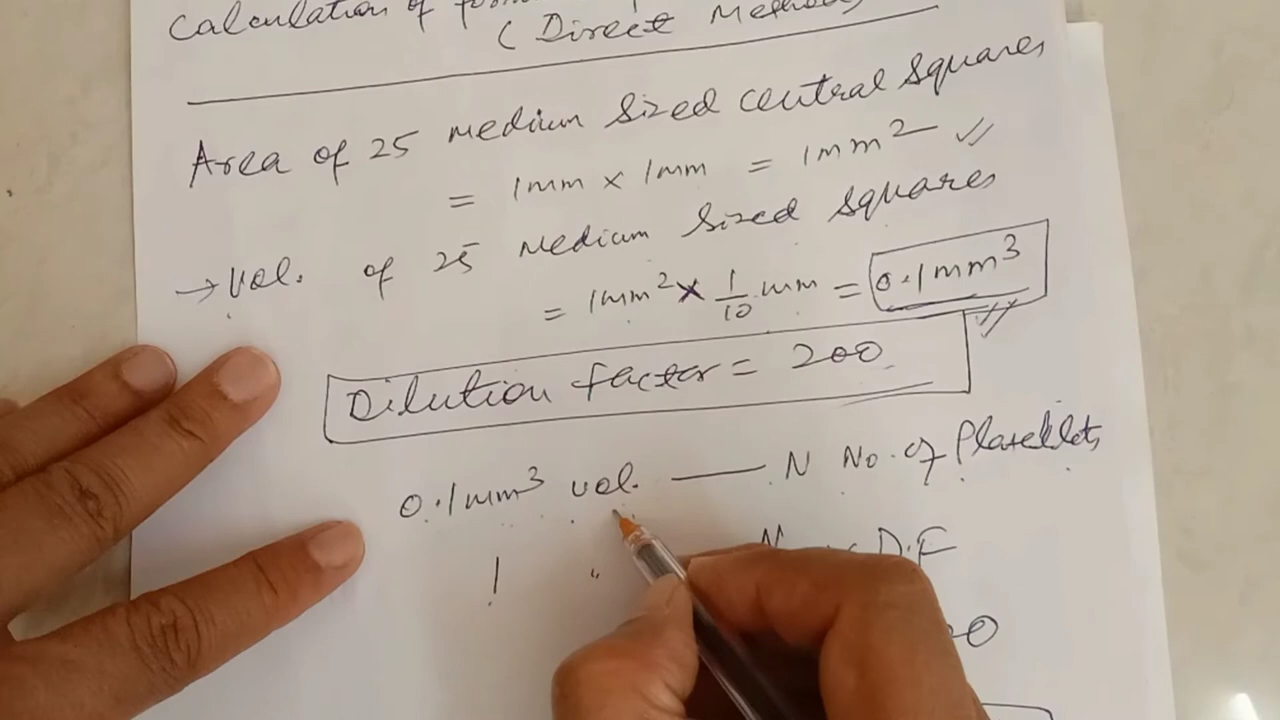 Calculation of
( Direct Method
Area of 25 medium sized central squares
= 1mm × 1mm = 1mm²
→ Vol. of 25 medium sized squares
= 1mm² × 1/10 mm = 0.1mm³
Dilution factor = 200
0.1mm³ vol. — N No. of Platelets
1 " N × D.F